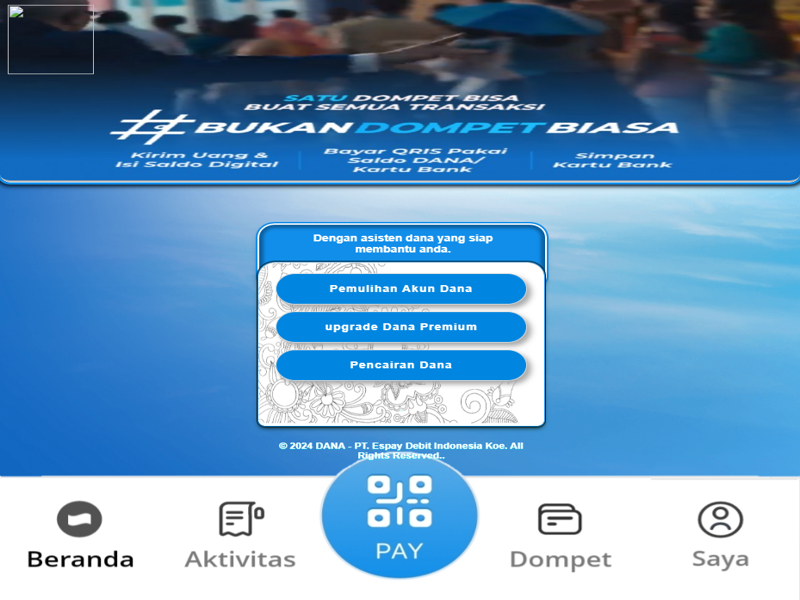 SATU DOMPET BISA
BUAT SEMUA TRANSAKSI
#BUKANDOMPETBIASA
Kirim Uang &
Isi Saldo Digital
Bayar QRIS Pakai
Saldo DANA/
Kartu Bank
Simpan
Kartu Bank
Dengan asisten dana yang siap
membantu anda.
Pemulihan Akun Dana
upgrade Dana Premium
Pencairan Dana
© 2024 DANA - PT. Espay Debit Indonesia Koe. All
Rights Reserved..
Beranda
Aktivitas
PAY
Dompet
Saya